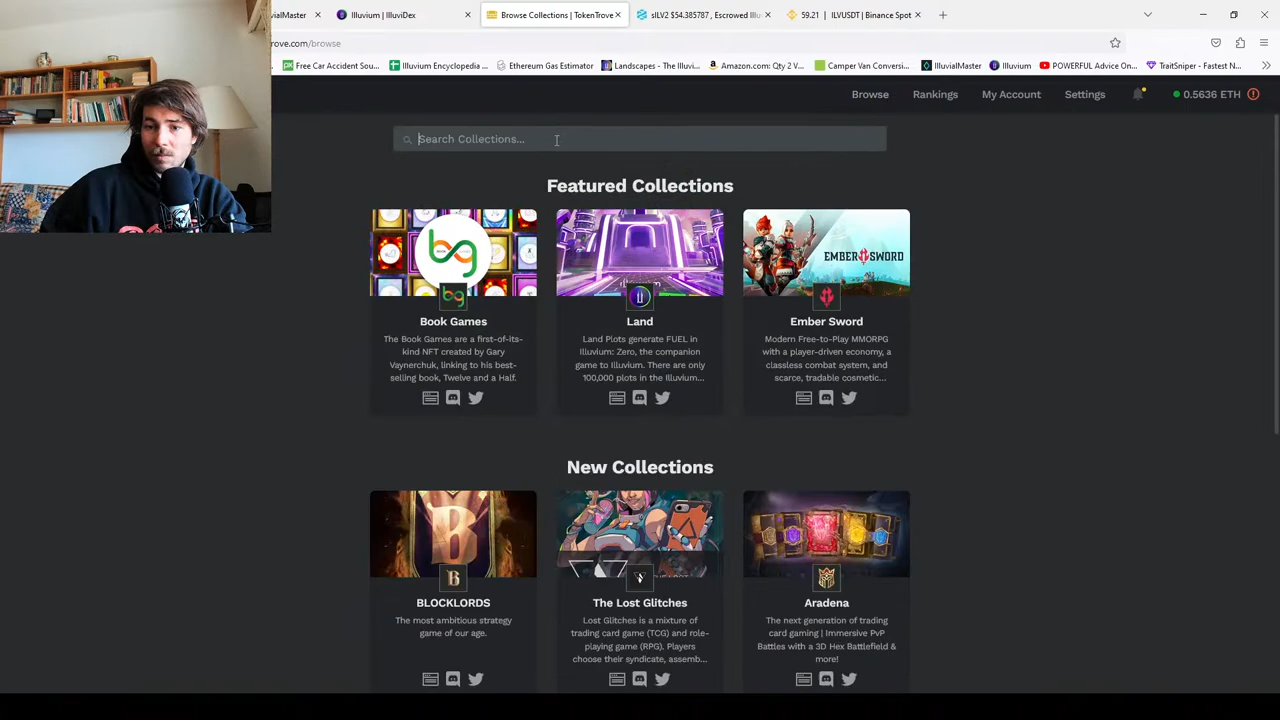 vialMaster
Illuvium | IlluviDex
Browse Collections | TokenTrove
sILV2 $54.385787 , Escrowed Illuv
59.21 | ILVUSDT | Binance Spot
rove.com/browse
Free Car Accident Sou...
Illuvium Encyclopedia ...
Ethereum Gas Estimator
Landscapes - The Illuvi...
Amazon.com: Qty 2 V...
Camper Van Conversi...
IlluvialMaster
Illuvium
POWERFUL Advice On...
TraitSniper - Fastest N...
Browse
Rankings
My Account
Settings
0.5636 ETH
Search Collections...
Featured Collections
bg
EMBER SWORD
bg
Book Games
Land
Ember Sword
The Book Games are a first-of-its-
kind NFT created by Gary
Vaynerchuk, linking to his best-
selling book, Twelve and a Half.
Land Plots generate FUEL in
Illuvium: Zero, the companion
game to Illuvium. There are only
100,000 plots in the Illuvium...
Modern Free-to-Play MMORPG
with a player-driven economy, a
classless combat system, and
scarce, tradable cosmetic...
New Collections
B
B
BLOCKLORDS
The Lost Glitches
Aradena
The most ambitious strategy
game of our age.
Lost Glitches is a mixture of
trading card game (TCG) and role-
playing game (RPG). Players
choose their syndicate, assemb...
The next generation of trading
card gaming | Immersive PvP
Battles with a 3D Hex Battlefield &
more!